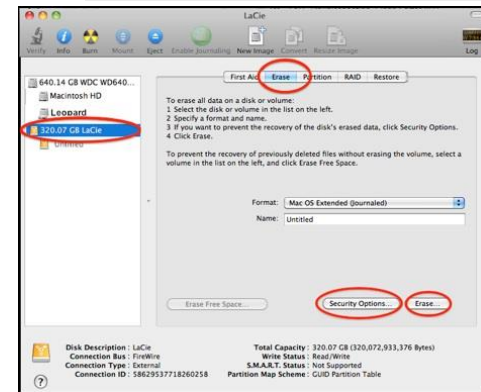 LaCie
Verify Info Burn Mount Eject Enable Journaling New Image Convert Resize Image Log
640.14 GB WDC WD640...
Macintosh HD
Leopard
320.07 GB LaCie
Untitled
First Aid Erase Partition RAID Restore
To erase all data on a disk or volume:
1 Select the disk or volume in the list on the left.
2 Specify a format and name.
3 If you want to prevent the recovery of the disk's erased data, click Security Options.
4 Click Erase.
To prevent the recovery of previously deleted files without erasing the volume, select a
volume in the list on the left, and click Erase Free Space.
Format: Mac OS Extended (Journaled)
Name: Untitled
Erase Free Space... Security Options... Erase...
Disk Description : LaCie
Connection Bus : FireWire
Connection Type : External
Connection ID : 58629537718260258
Total Capacity : 320.07 GB (320,072,933,376 Bytes)
Write Status : Read/Write
S.M.A.R.T. Status : Not Supported
Partition Map Scheme : GUID Partition Table
?